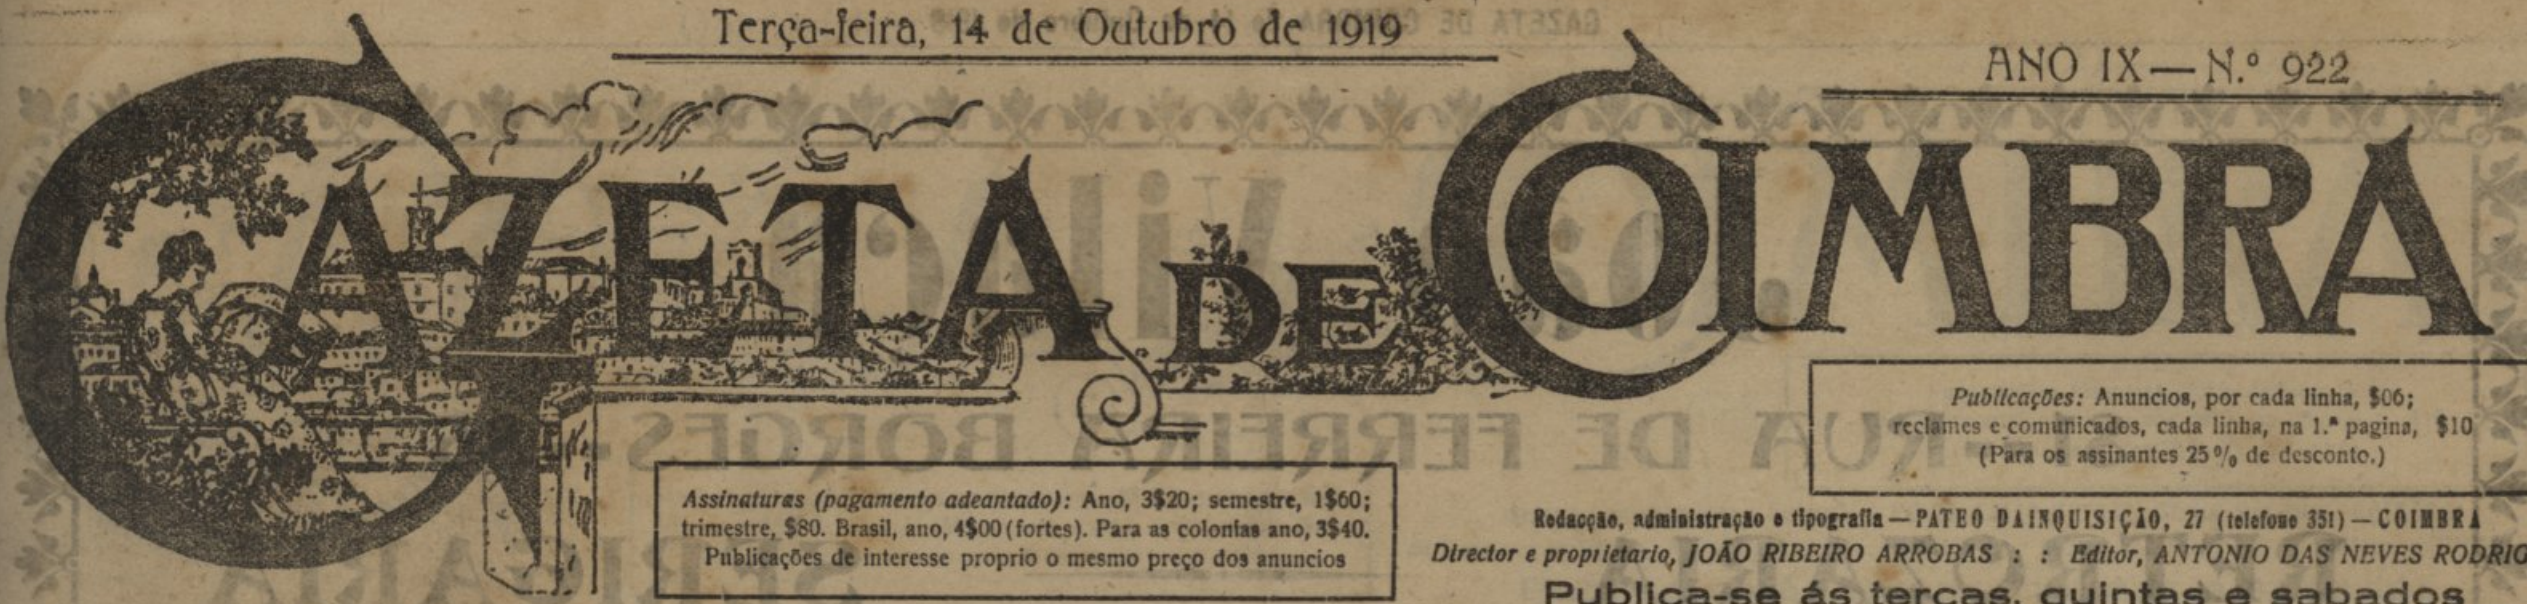 Terça-feira, 14 de Outubro de 1919
ANO IX — N.º 922
GAZETA DE COIMBRA
Publicações: Anuncios, por cada linha, $06;
reclames e comunicados, cada linha, na 1.ª pagina, $10
(Para os assinantes 25 % de desconto.)
Assinaturas (pagamento adeantado): Ano, 3$20; semestre, 1$60;
trimestre, $80. Brasil, ano, 4$00 (fortes). Para as colonias ano, 3$40.
Publicações de interesse proprio o mesmo preço dos anuncios
Redacção, administração e tipografia — PATEO DA INQUISIÇÃO, 27 (telefone 351) — COIMBRA
Director e proprietario, JOÃO RIBEIRO ARROBAS : : Editor, ANTONIO DAS NEVES RODRIG
Publica-se ás terças, quintas e sabados